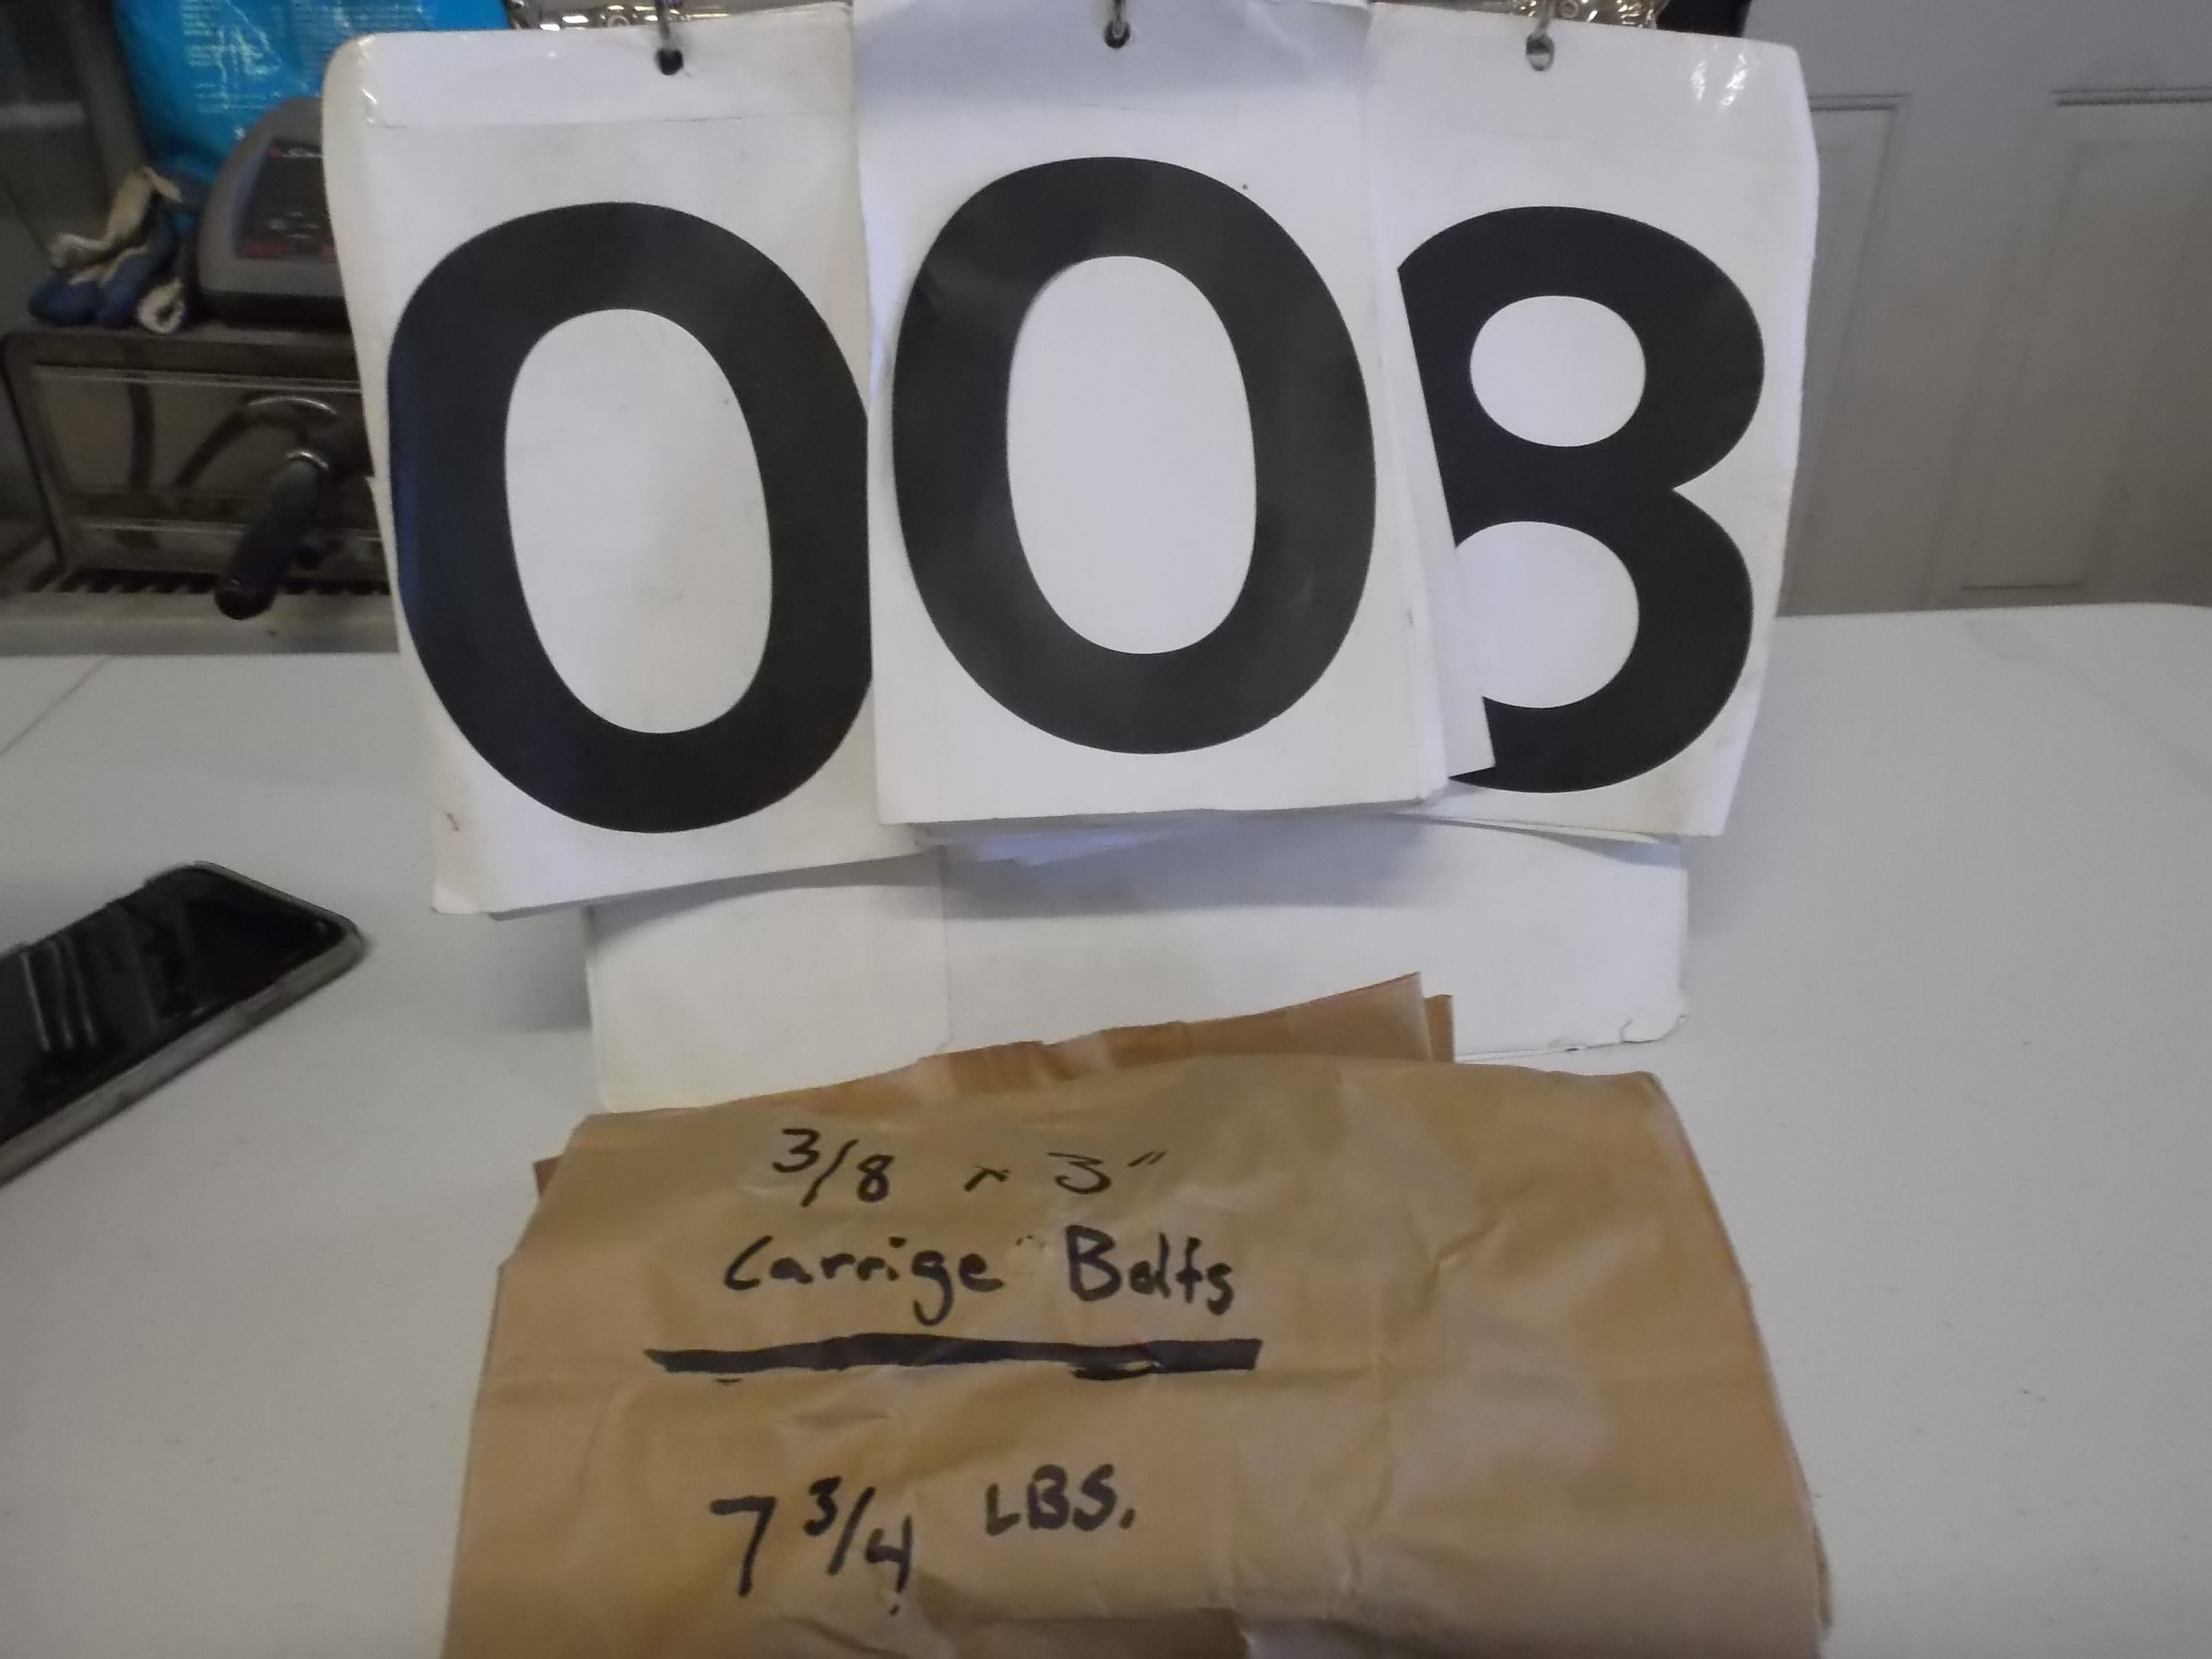 008
3/8 x 3"
Carrige Bolts
7 3/4 LBS.